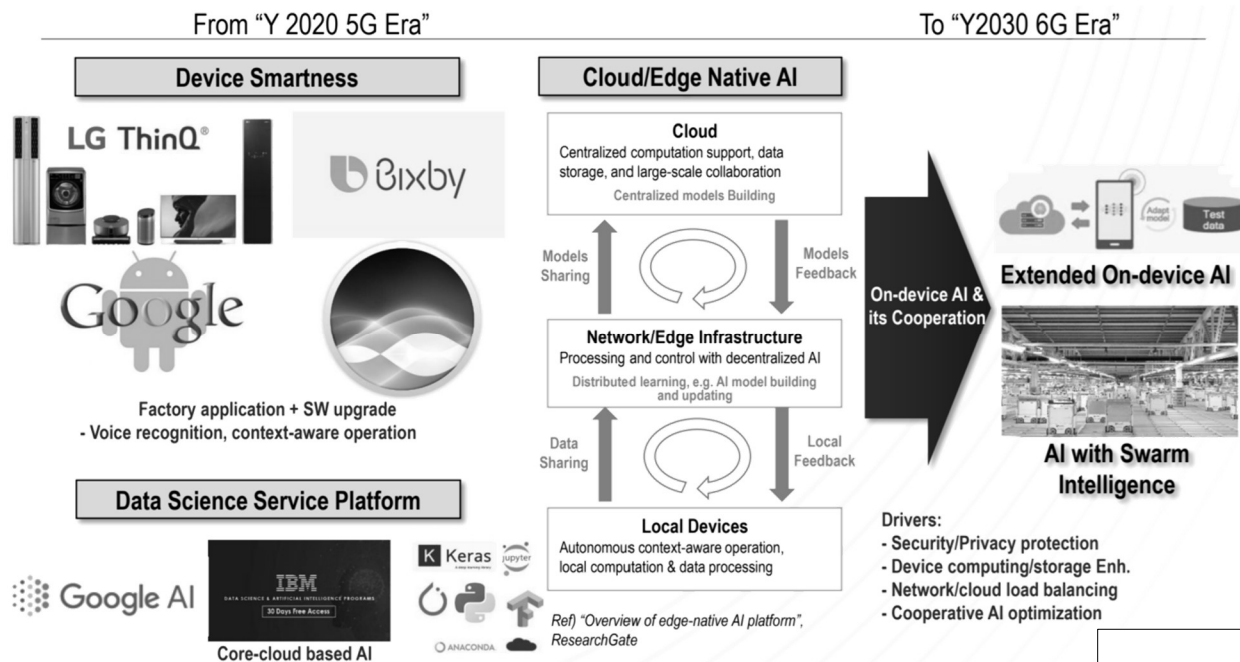 From “Y 2020 5G Era”
To “Y2030 6G Era”
Device Smartness
LG ThinQ®
Bixby
Google
Factory application + SW upgrade
- Voice recognition, context-aware operation
Data Science Service Platform
Google AI
IBM
DATA SCIENCE & ARTIFICIAL INTELLIGENCE PROGRAMS
30 Days Free Access
Core-cloud based AI
K Keras
jupyter
ANACONDA
Cloud/Edge Native AI
Cloud
Centralized computation support, data
storage, and large-scale collaboration
Centralized models Building
Models
Sharing
Models
Feedback
Network/Edge Infrastructure
Processing and control with decentralized AI
Distributed learning, e.g. AI model building
and updating
Data
Sharing
Local
Feedback
Local Devices
Autonomous context-aware operation,
local computation & data processing
Ref) “Overview of edge-native AI platform”,
ResearchGate
On-device AI &
its Cooperation
Adapt
model
Test
data
Extended On-device AI
AI with Swarm
Intelligence
Drivers:
- Security/Privacy protection
- Device computing/storage Enh.
- Network/cloud load balancing
- Cooperative AI optimization